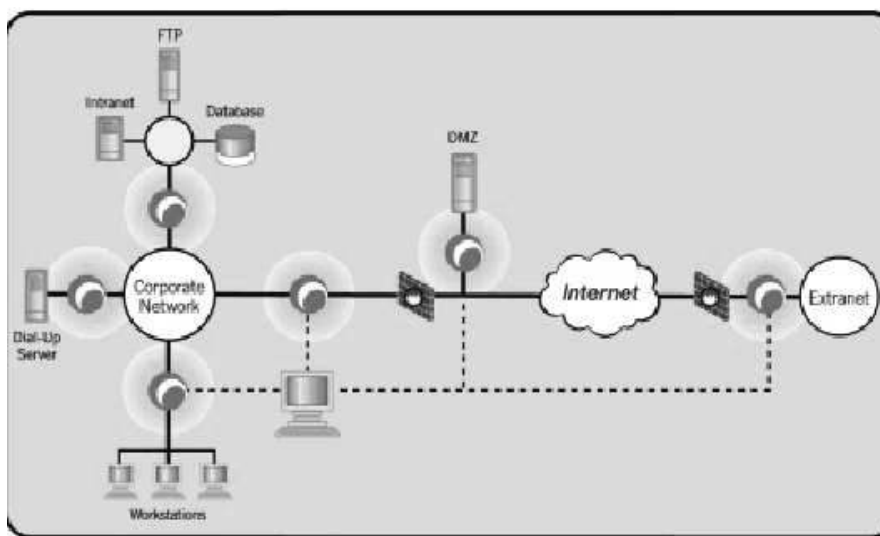 FTP
Intranet
Database
DMZ
Corporate
Network
Internet
Extranet
Dial-Up
Server
Workstations